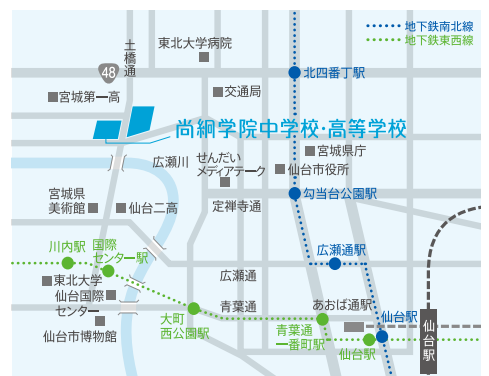 地下鉄南北線
地下鉄東西線
土橋通
東北大学病院
48
北四番丁駅
宮城第一高
交通局
尚絅学院中学校・高等学校
広瀬川
せんだい
メディアテーク
宮城県庁
仙台市役所
宮城県
美術館
仙台二高
定禅寺通
勾当台公園駅
川内駅
国際
センター駅
広瀬通駅
東北大学
仙台国際
センター
広瀬通
仙台市博物館
大町
西公園駅
青葉通
あおば通駅
青葉通
一番町駅
仙台駅
仙台駅
仙台駅